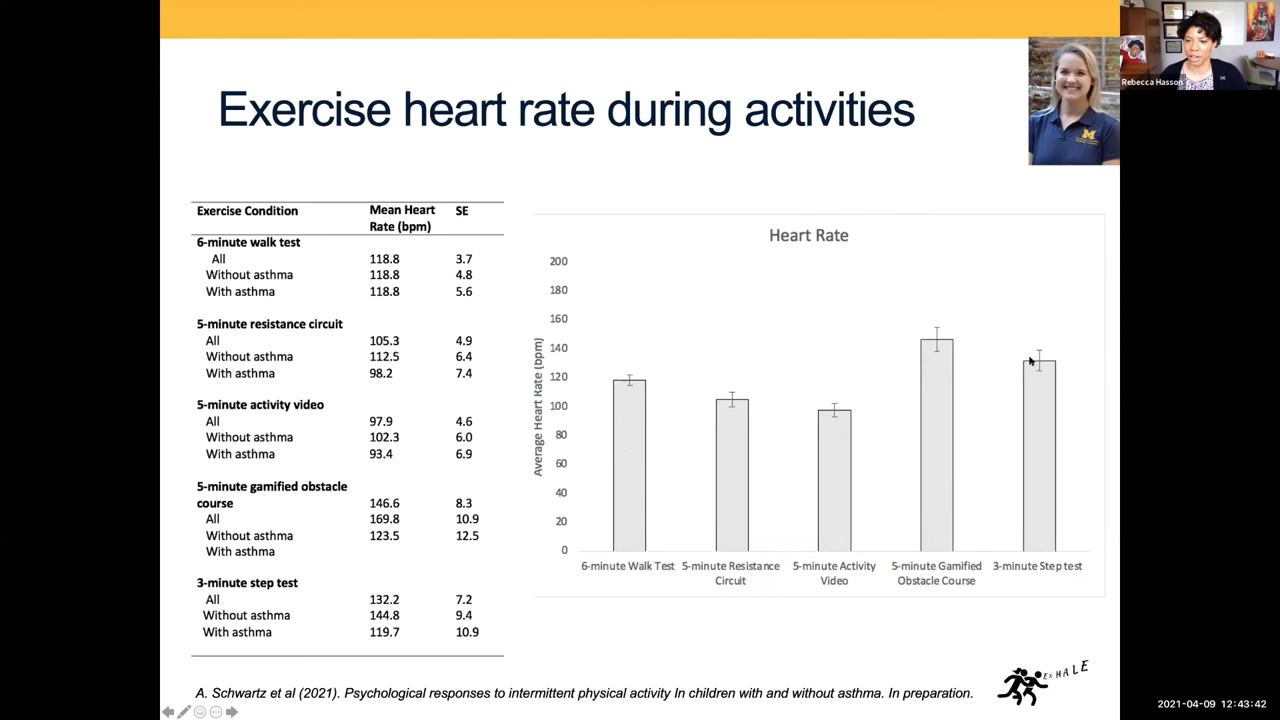 Exercise heart rate during activities
Rebecca Hasson
Exercise Condition Mean Heart Rate (bpm) SE
6-minute walk test
All 118.8 3.7
Without asthma 118.8 4.8
With asthma 118.8 5.6
5-minute resistance circuit
All 105.3 4.9
Without asthma 112.5 6.4
With asthma 98.2 7.4
5-minute activity video
All 97.9 4.6
Without asthma 102.3 6.0
With asthma 93.4 6.9
5-minute gamified obstacle
course 146.6 8.3
All 169.8 10.9
Without asthma 123.5 12.5
With asthma
3-minute step test
All 132.2 7.2
Without asthma 144.8 9.4
With asthma 119.7 10.9
Heart Rate
Average Heart Rate (bpm)
200
180
160
140
120
100
80
60
40
20
0
6-minute Walk Test 5-minute Resistance Circuit 5-minute Activity Video 5-minute Gamified Obstacle Course 3-minute Step test
A. Schwartz et al (2021). Psychological responses to intermittent physical activity In children with and without asthma. In preparation.
ExHALE
M
2021-04-09 12:43:42